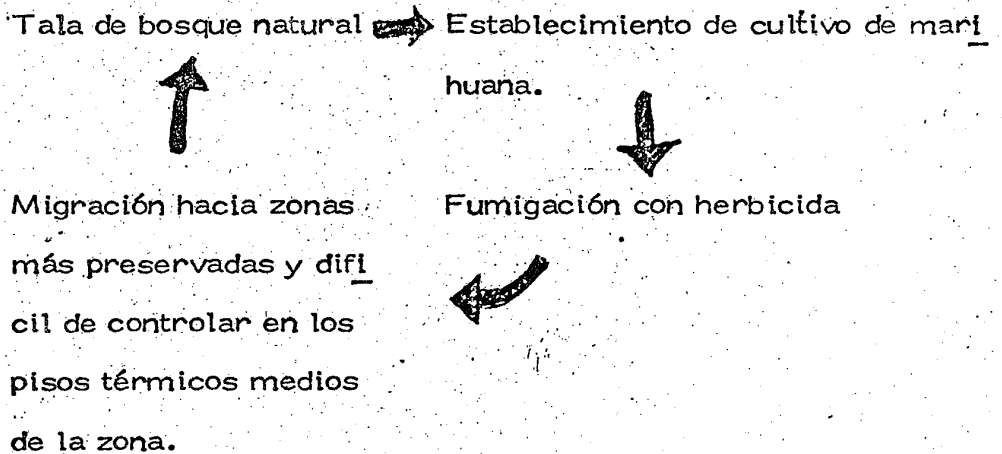 Tala de bosque natural Establecimiento de cultivo de mari
huana.
Migración hacia zonas Fumigación con herbicida
más preservadas y difi
cil de controlar en los
pisos térmicos medios
de la zona.